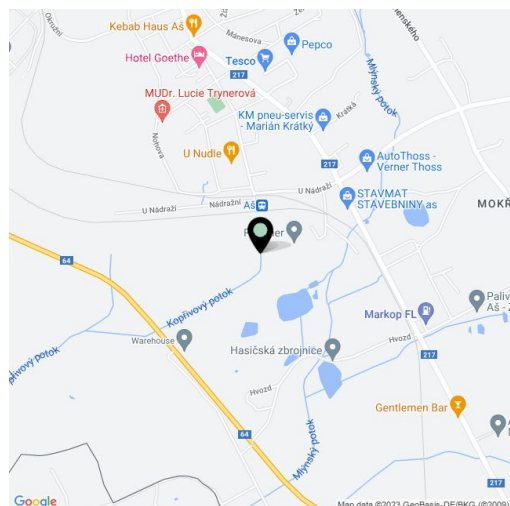 Okružní
Kebab Haus Aš
Žižk
Mánesova
Pepco
Hotel Goethe
Tesco
217
MUDr. Lucie Trynerová
Mlýnský potok
KM pneu-servis
- Marián Krátký
Krátká
Nohova
U Nudle
217
AutoThoss -
Verner Thoss
U Nádraží
STAVMAT
STAVEBNINY as
U Nádraží
Nádražní
Aš
MOKŘ
64
Kopřivový potok
Paliv
Aš - Z
Markop FL
Warehouse
Hasičská zbrojnice
Hvozd
217
Hvozd
Gentlemen Bar
64
Mlýnský potok
217
Google
Map data ©2023 GeoBasis-DE/BKG (©2009)